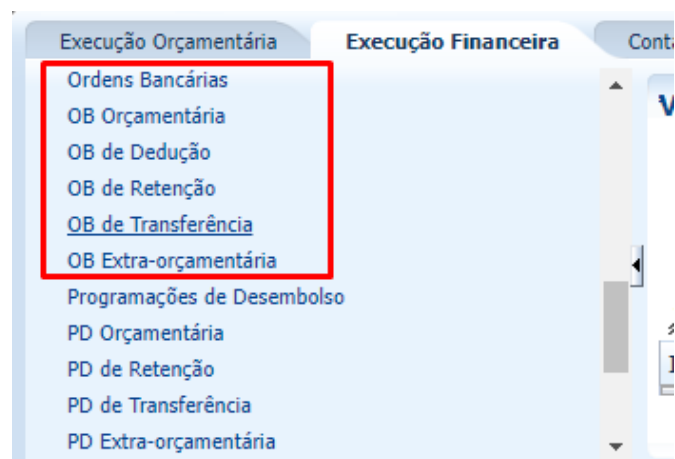 Execução Orçamentária Execução Financeira
Ordens Bancárias
OB Orçamentária
OB de Dedução
OB de Retenção
OB de Transferência
OB Extra-orçamentária
Programações de Desembolso
PD Orçamentária
PD de Retenção
PD de Transferência
PD Extra-orçamentária